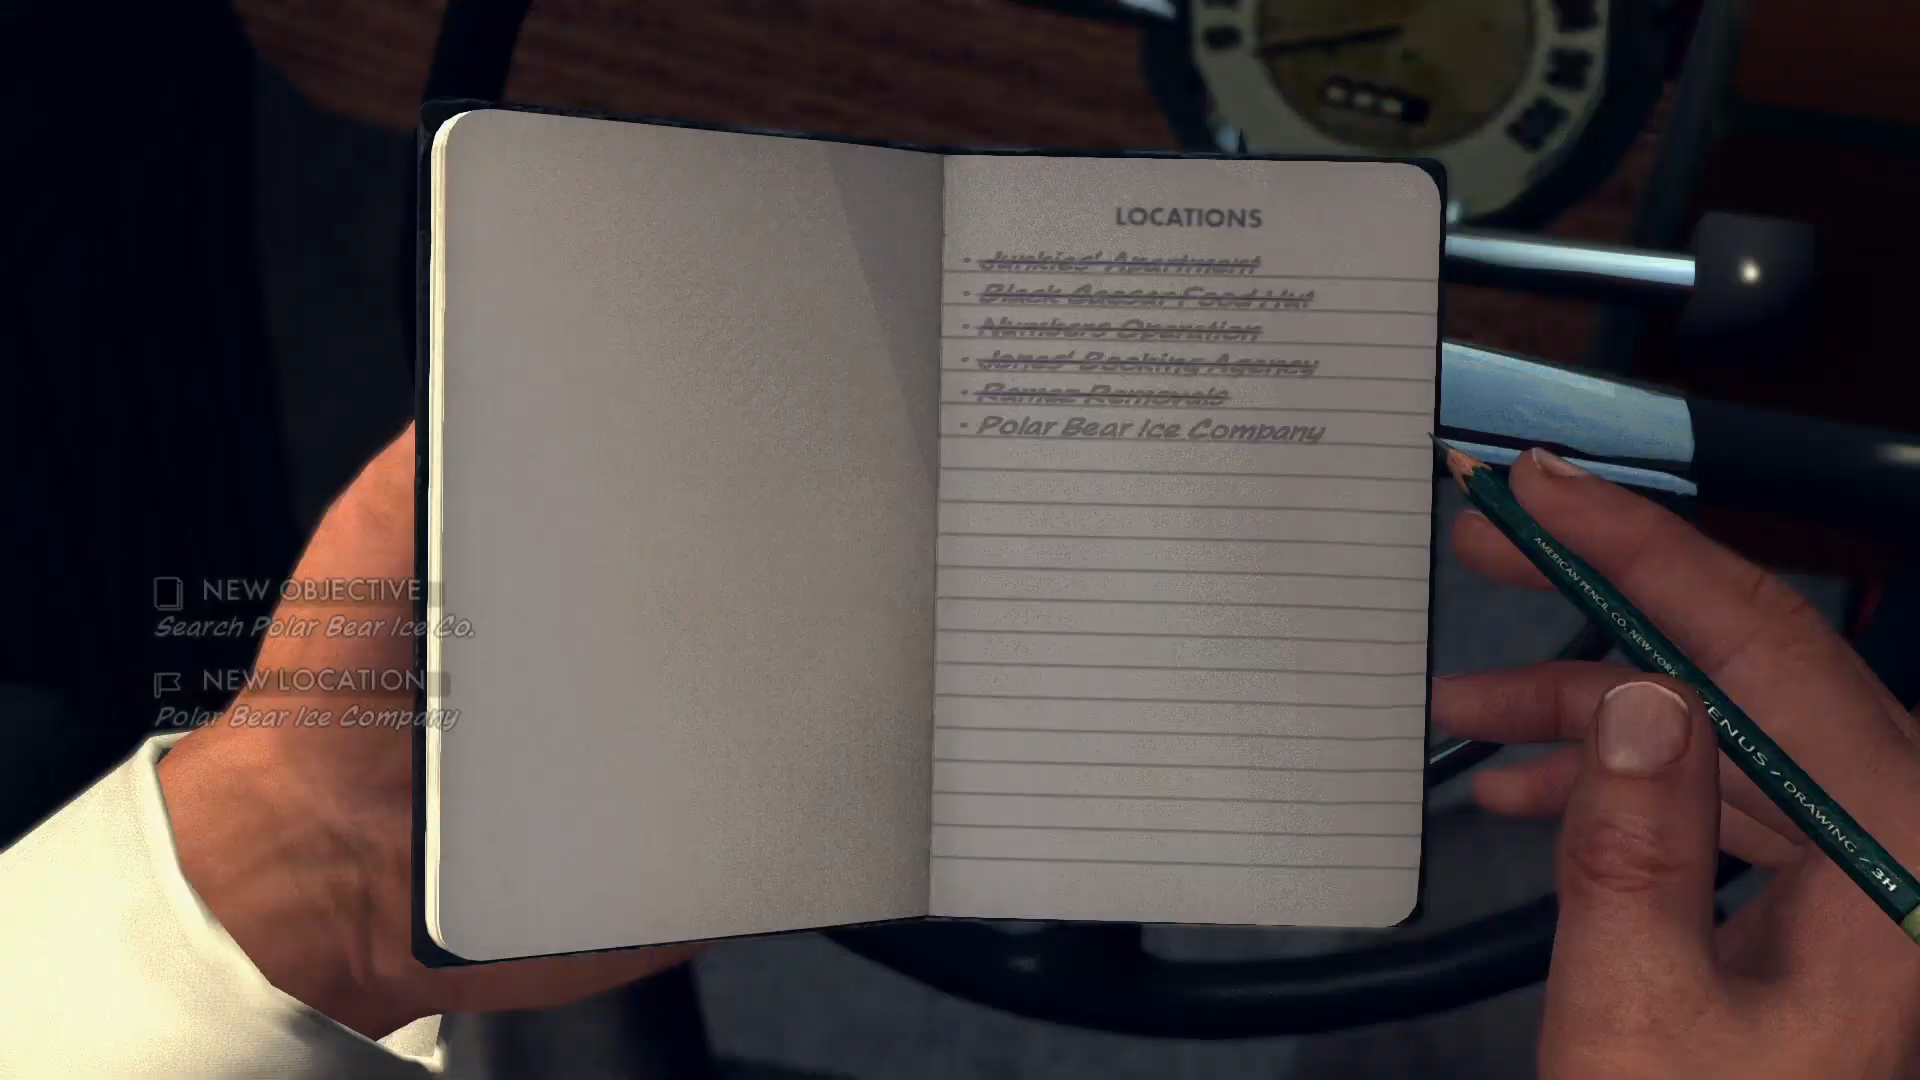 LOCATIONS
· Junkies' Apartment
· Black Caesar Food Hut
· Numbers Operation
· Jones' Booking Agency
· Ramez Removals
· Polar Bear Ice Company
NEW OBJECTIVE
Search Polar Bear Ice Co.
NEW LOCATION
Polar Bear Ice Company
AMERICAN PENCIL CO. NEW YORK
VENUS / DRAWING / 3H